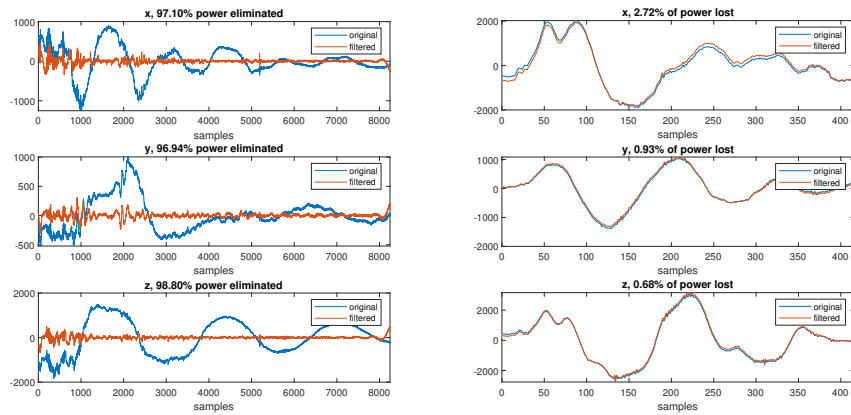 x, 97.10% power eliminated
original
filtered
1000
0
-1000
0 1000 2000 3000 4000 5000 6000 7000 8000
samples
y, 96.94% power eliminated
original
filtered
1000
500
0
-500
0 1000 2000 3000 4000 5000 6000 7000 8000
samples
z, 98.80% power eliminated
original
filtered
2000
0
-2000
0 1000 2000 3000 4000 5000 6000 7000 8000
samples
x, 2.72% of power lost
original
filtered
2000
0
-2000
0 50 100 150 200 250 300 350 400
samples
y, 0.93% of power lost
original
filtered
1000
0
-1000
-2000
0 50 100 150 200 250 300 350 400
samples
z, 0.68% of power lost
original
filtered
2000
0
-2000
0 50 100 150 200 250 300 350 400
samples